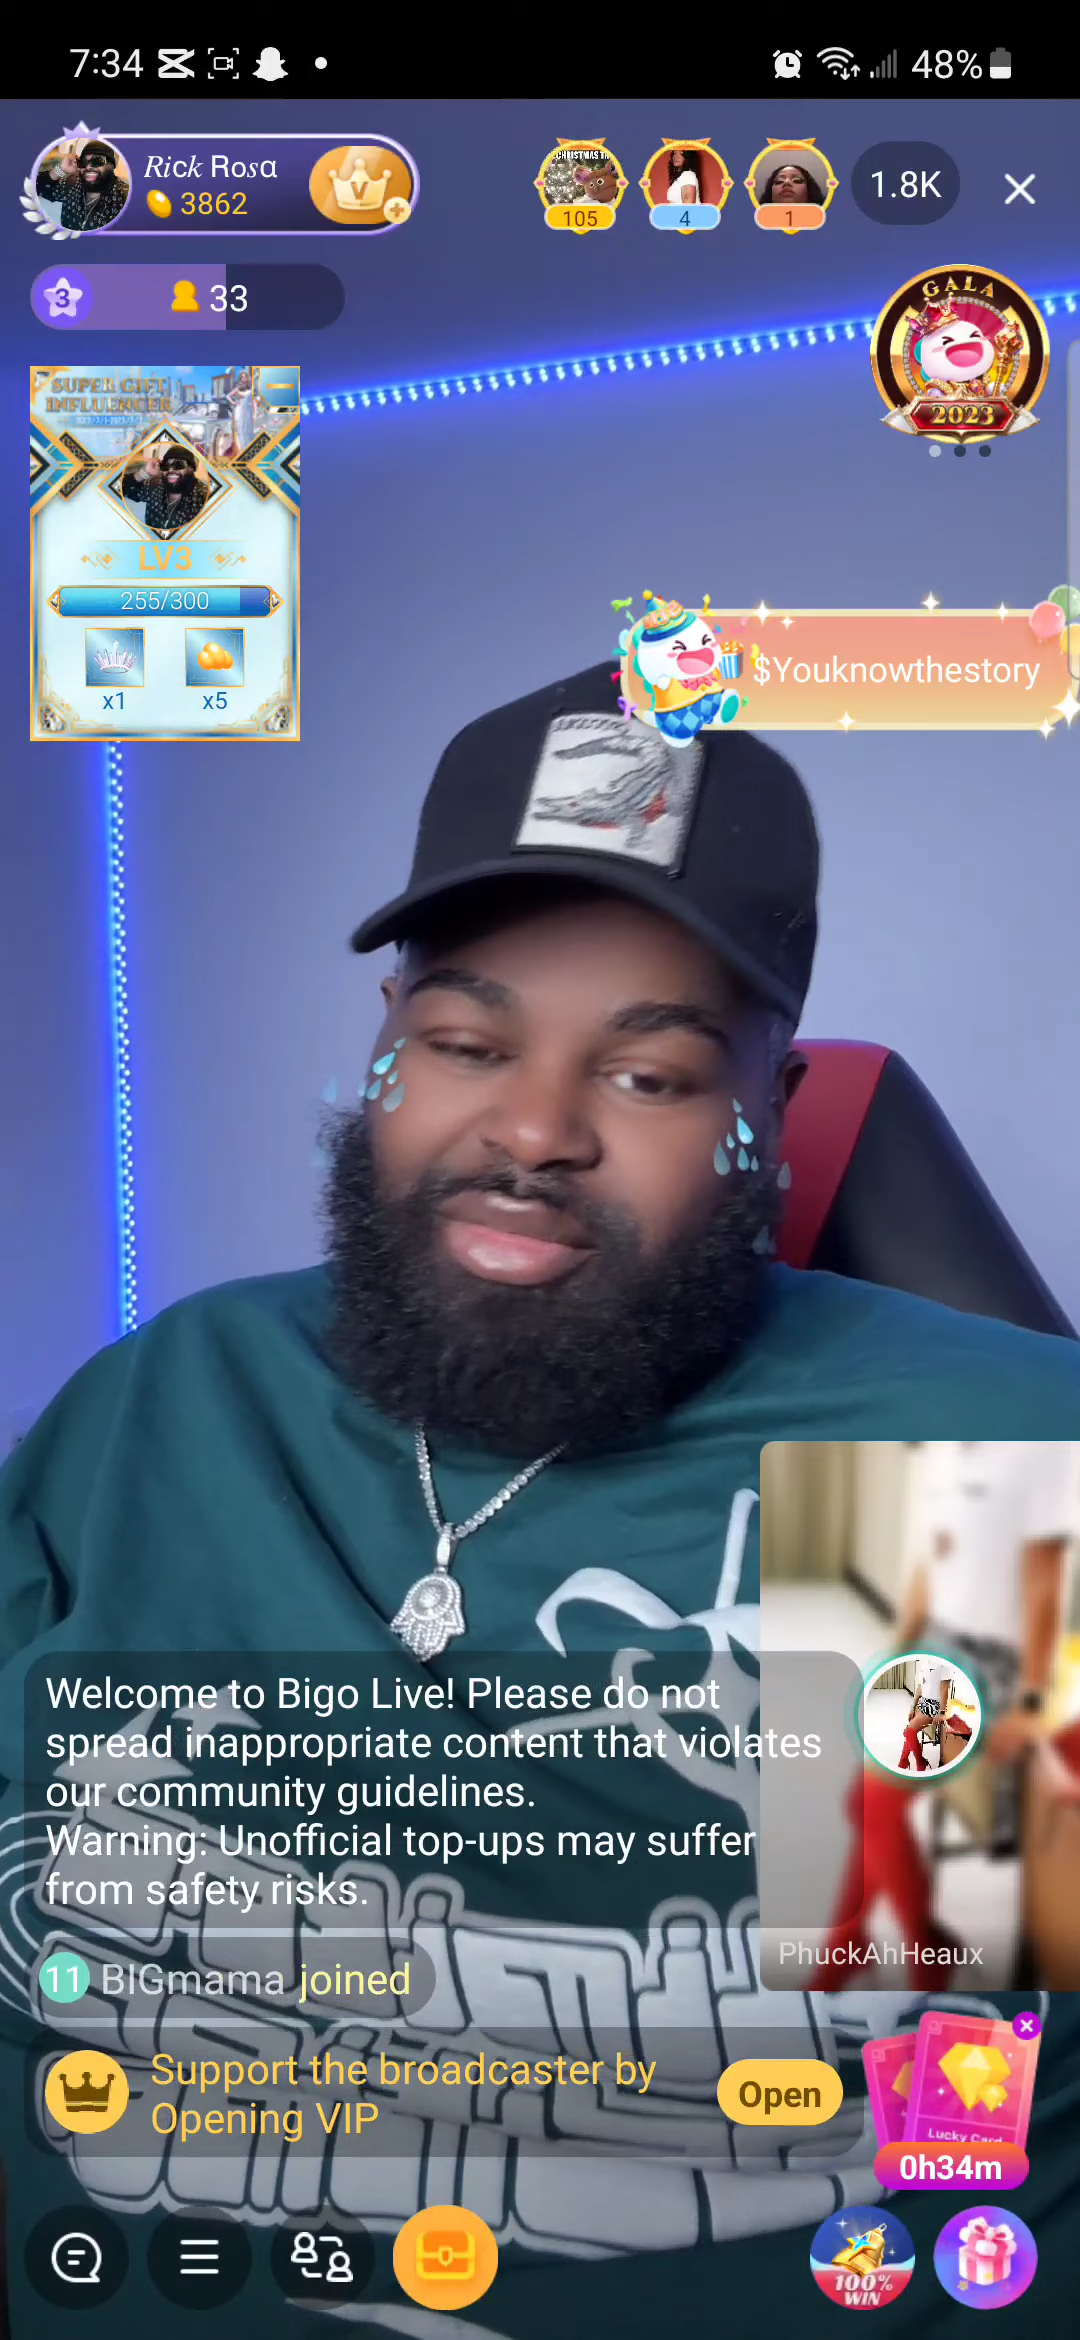 7:34
48%
𝑅𝑖𝑐𝑘 Ro𝑠ɑ
3862
V
105
4
1
1.8K
3
33
GALA
2023
SUPER GIFT
INFLUENCER
LV3
255/300
x1
x5
$Youknowthestory
Welcome to Bigo Live! Please do not
spread inappropriate content that violates
our community guidelines.
Warning: Unofficial top-ups may suffer
from safety risks.
PhuckAhHeaux
11 BIGmama joined
Support the broadcaster by
Opening VIP
Open
Lucky Card
0h34m
100%
WIN